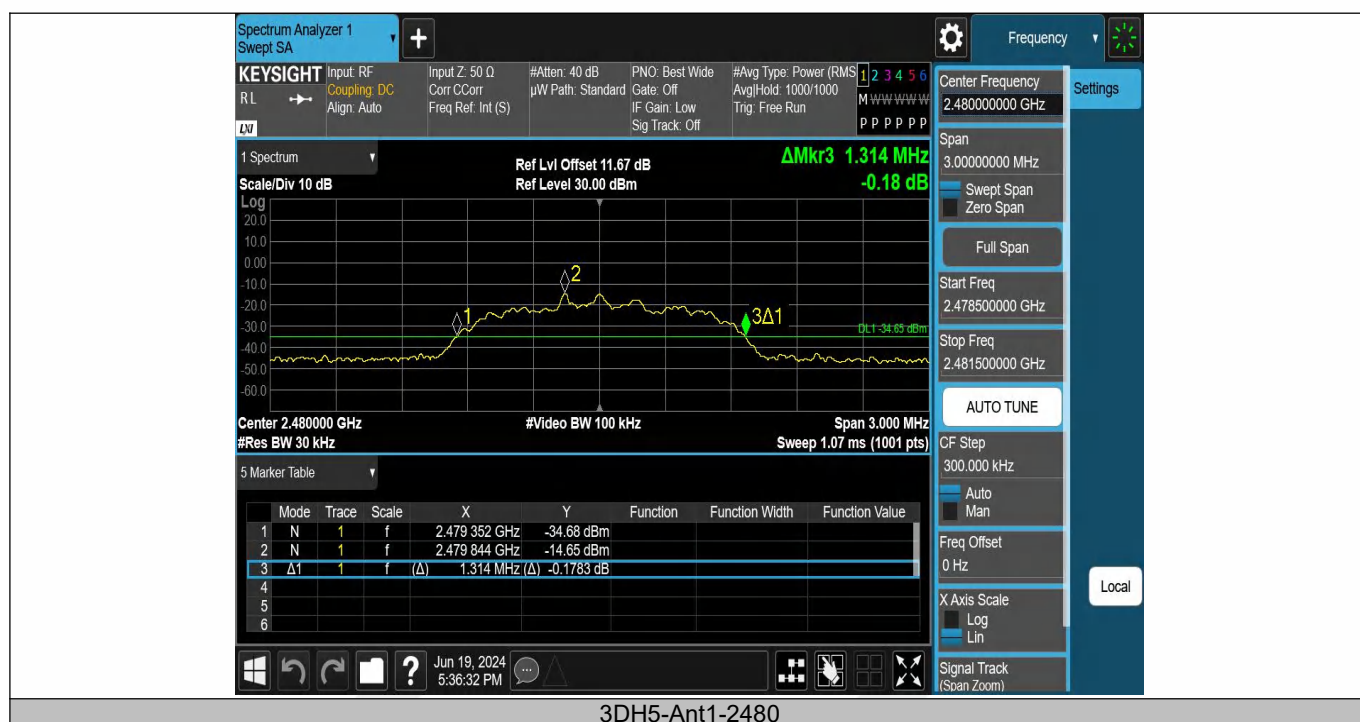 Spectrum Analyzer 1
Swept SA
+
Frequency
KEYSIGHT
RL
LXI
Input: RF
Coupling: DC
Align: Auto
Input Z: 50 Ω
Corr CCorr
Freq Ref: Int (S)
#Atten: 40 dB
µW Path: Standard
PNO: Best Wide
Gate: Off
IF Gain: Low
Sig Track: Off
#Avg Type: Power (RMS
Avg|Hold: 1000/1000
Trig: Free Run
1 2 3 4 5 6
M W W W W W
P P P P P P
1 Spectrum
Scale/Div 10 dB
Ref Lvl Offset 11.67 dB
Ref Level 30.00 dBm
ΔMkr3 1.314 MHz
-0.18 dB
Log
20.0
10.0
0.00
-10.0
-20.0
-30.0
-40.0
-50.0
-60.0
2
1
3Δ1
DL1 -34.65 dBm
Center 2.480000 GHz
#Video BW 100 kHz
Span 3.000 MHz
#Res BW 30 kHz
Sweep 1.07 ms (1001 pts)
5 Marker Table
Mode Trace Scale X Y Function Function Width Function Value
1 N 1 f 2.479 352 GHz -34.68 dBm
2 N 1 f 2.479 844 GHz -14.65 dBm
3 Δ1 1 f (Δ) 1.314 MHz (Δ) -0.1783 dB
4
5
6
?
Jun 19, 2024
5:36:32 PM
Center Frequency
2.480000000 GHz
Settings
Span
3.00000000 MHz
Swept Span
Zero Span
Full Span
Start Freq
2.478500000 GHz
Stop Freq
2.481500000 GHz
AUTO TUNE
CF Step
300.000 kHz
Auto
Man
Freq Offset
0 Hz
X Axis Scale
Log
Lin
Local
Signal Track
(Span Zoom)
3DH5-Ant1-2480